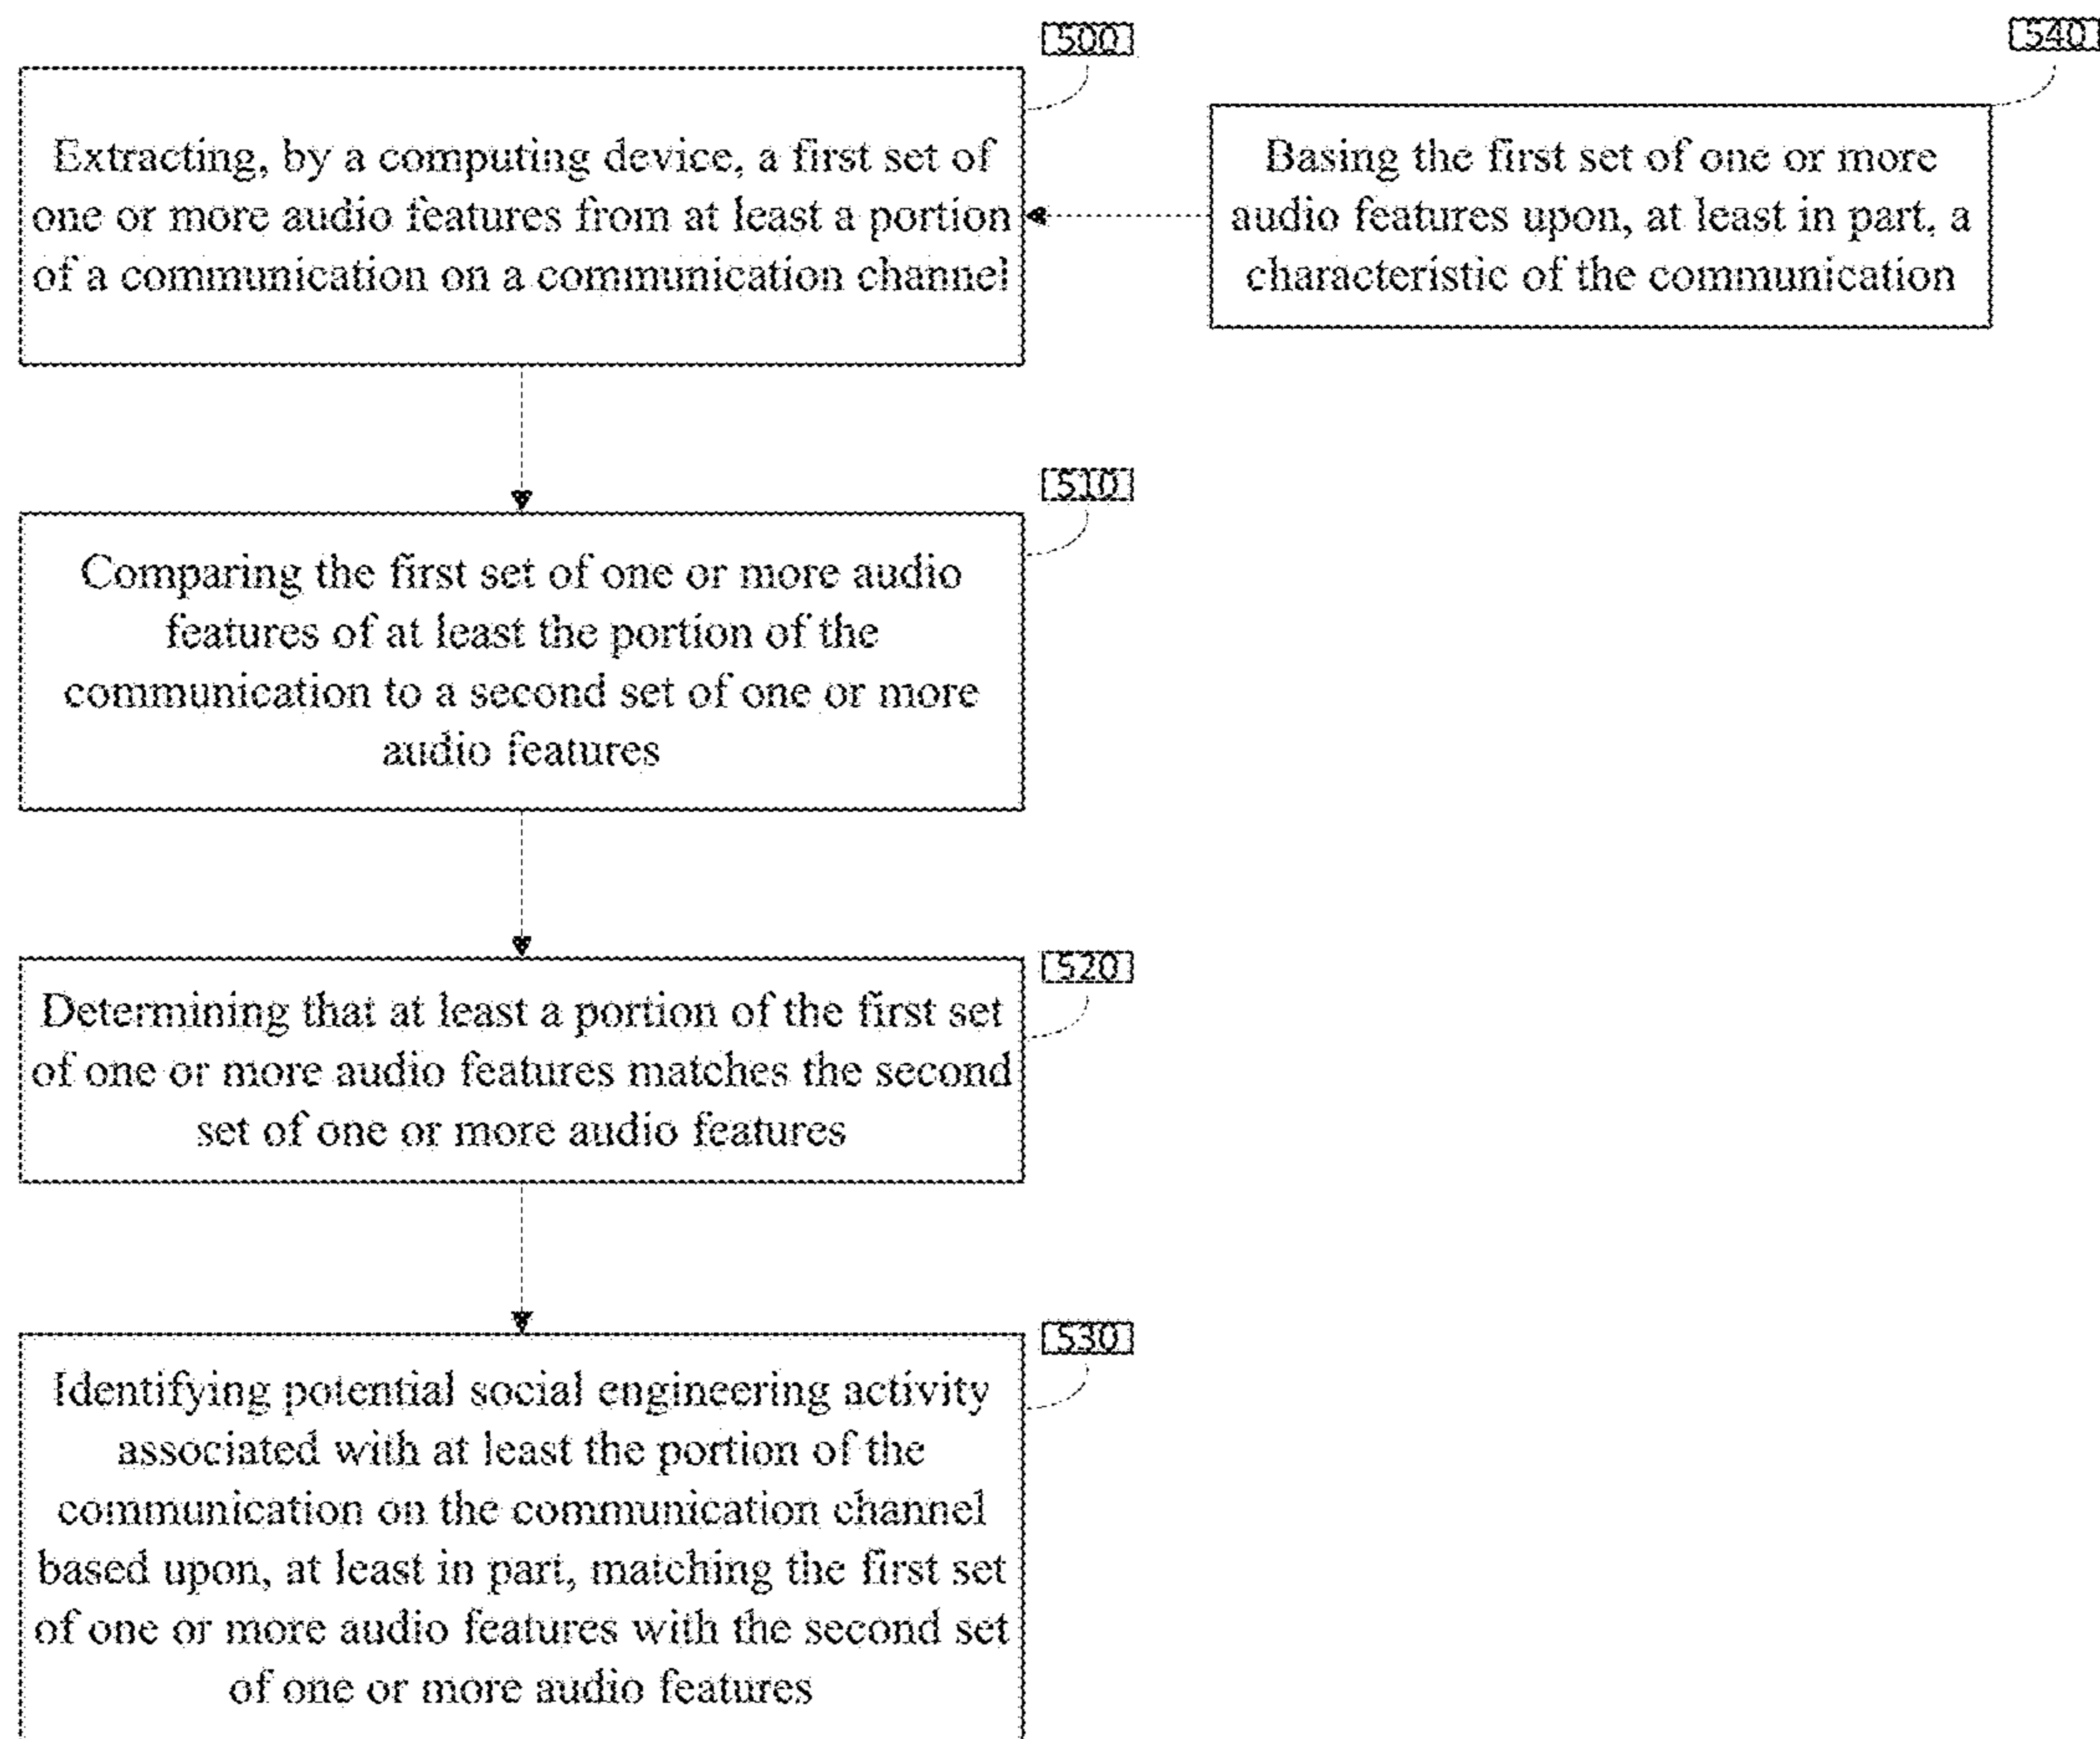 500
Extracting, by a computing device, a first set of
one or more audio features from at least a portion
of a communication on a communication channel
540
Basing the first set of one or more
audio features upon, at least in part, a
characteristic of the communication
510
Comparing the first set of one or more audio
features of at least the portion of the
communication to a second set of one or more
audio features
520
Determining that at least a portion of the first set
of one or more audio features matches the second
set of one or more audio features
530
Identifying potential social engineering activity
associated with at least the portion of the
communication on the communication channel
based upon, at least in part, matching the first set
of one or more audio features with the second set
of one or more audio features